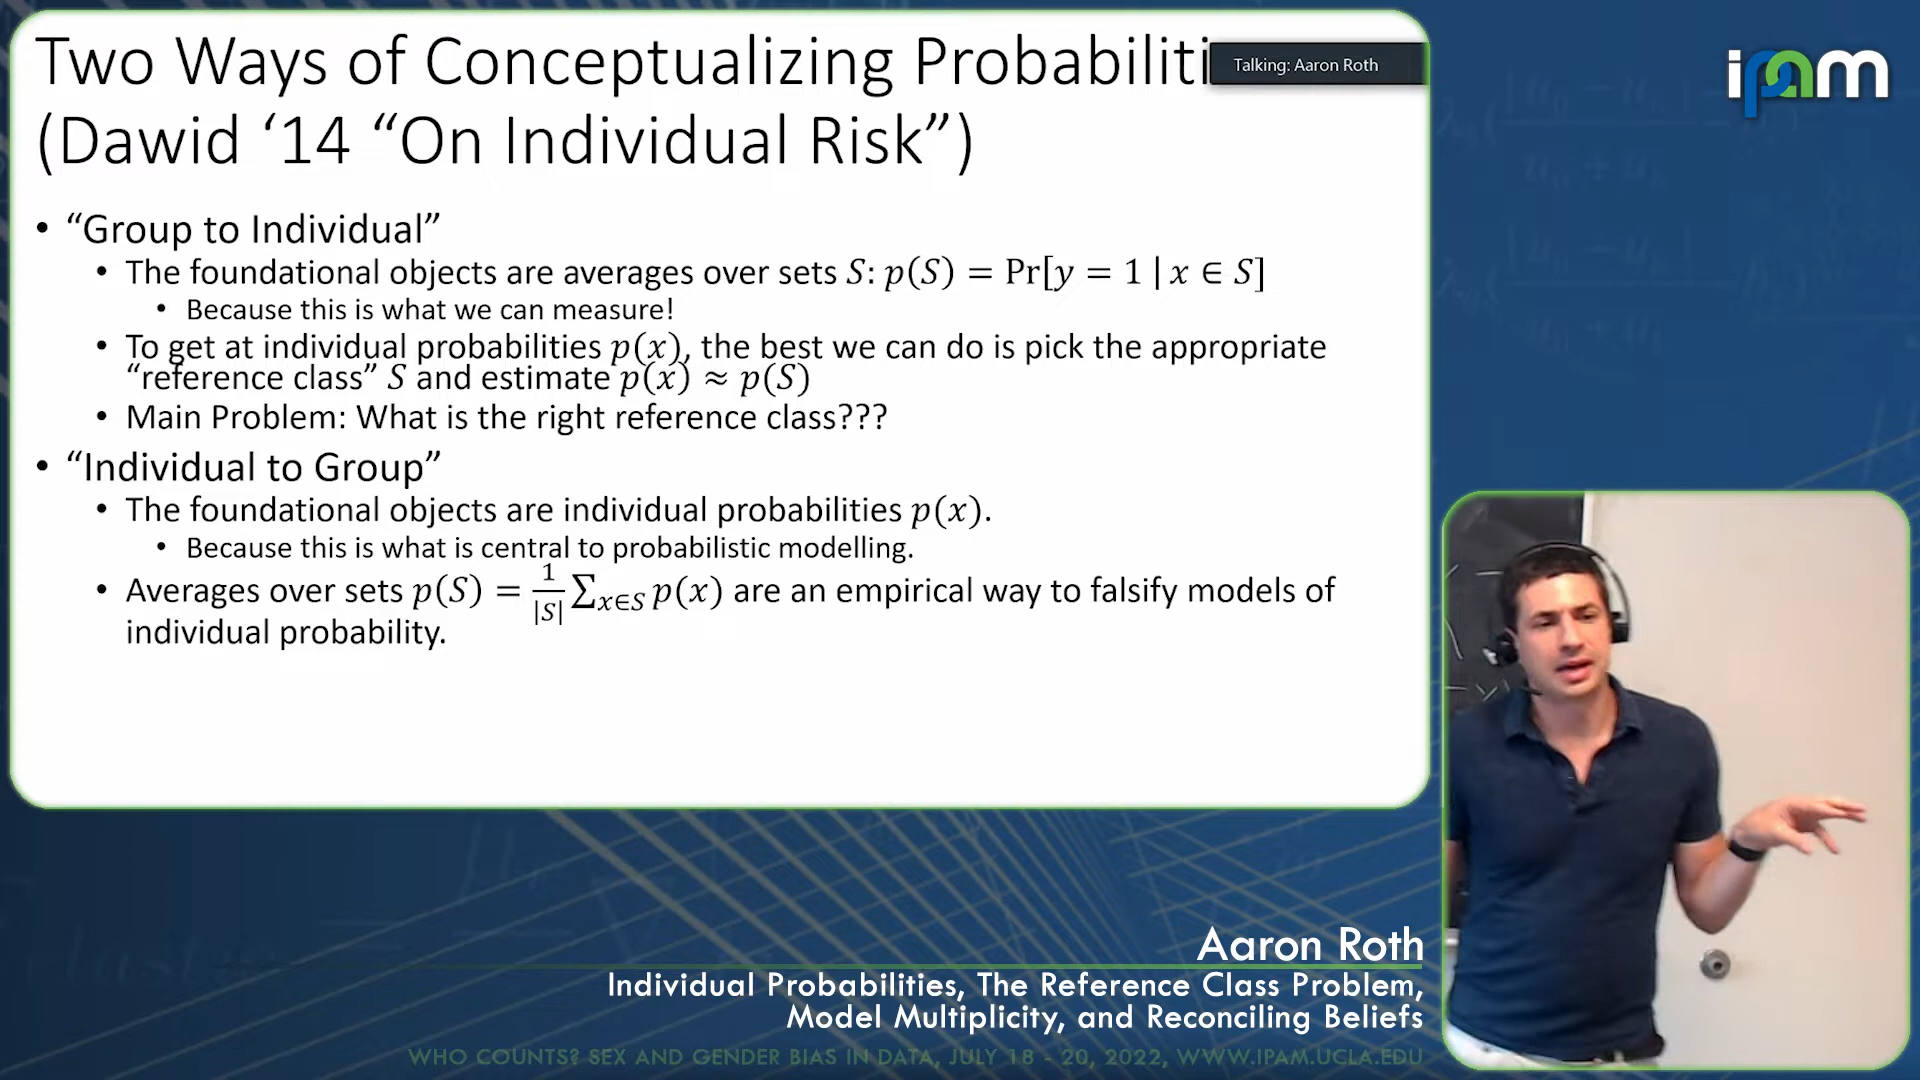 Two Ways of Conceptualizing Probabiliti
Talking: Aaron Roth
(Dawid ‘14 “On Individual Risk”)
• “Group to Individual”
• The foundational objects are averages over sets S: p(S) = Pr[y = 1 | x ∈ S]
• Because this is what we can measure!
• To get at individual probabilities p(x), the best we can do is pick the appropriate
“reference class” S and estimate p(x) ≈ p(S)
• Main Problem: What is the right reference class???
• “Individual to Group”
• The foundational objects are individual probabilities p(x).
• Because this is what is central to probabilistic modelling.
• Averages over sets p(S) = 1/|S| ∑x∈S p(x) are an empirical way to falsify models of
individual probability.
ipam
Aaron Roth
Individual Probabilities, The Reference Class Problem,
Model Multiplicity, and Reconciling Beliefs
WHO COUNTS? SEX AND GENDER BIAS IN DATA, JULY 18 - 20, 2022, WWW.IPAM.UCLA.EDU